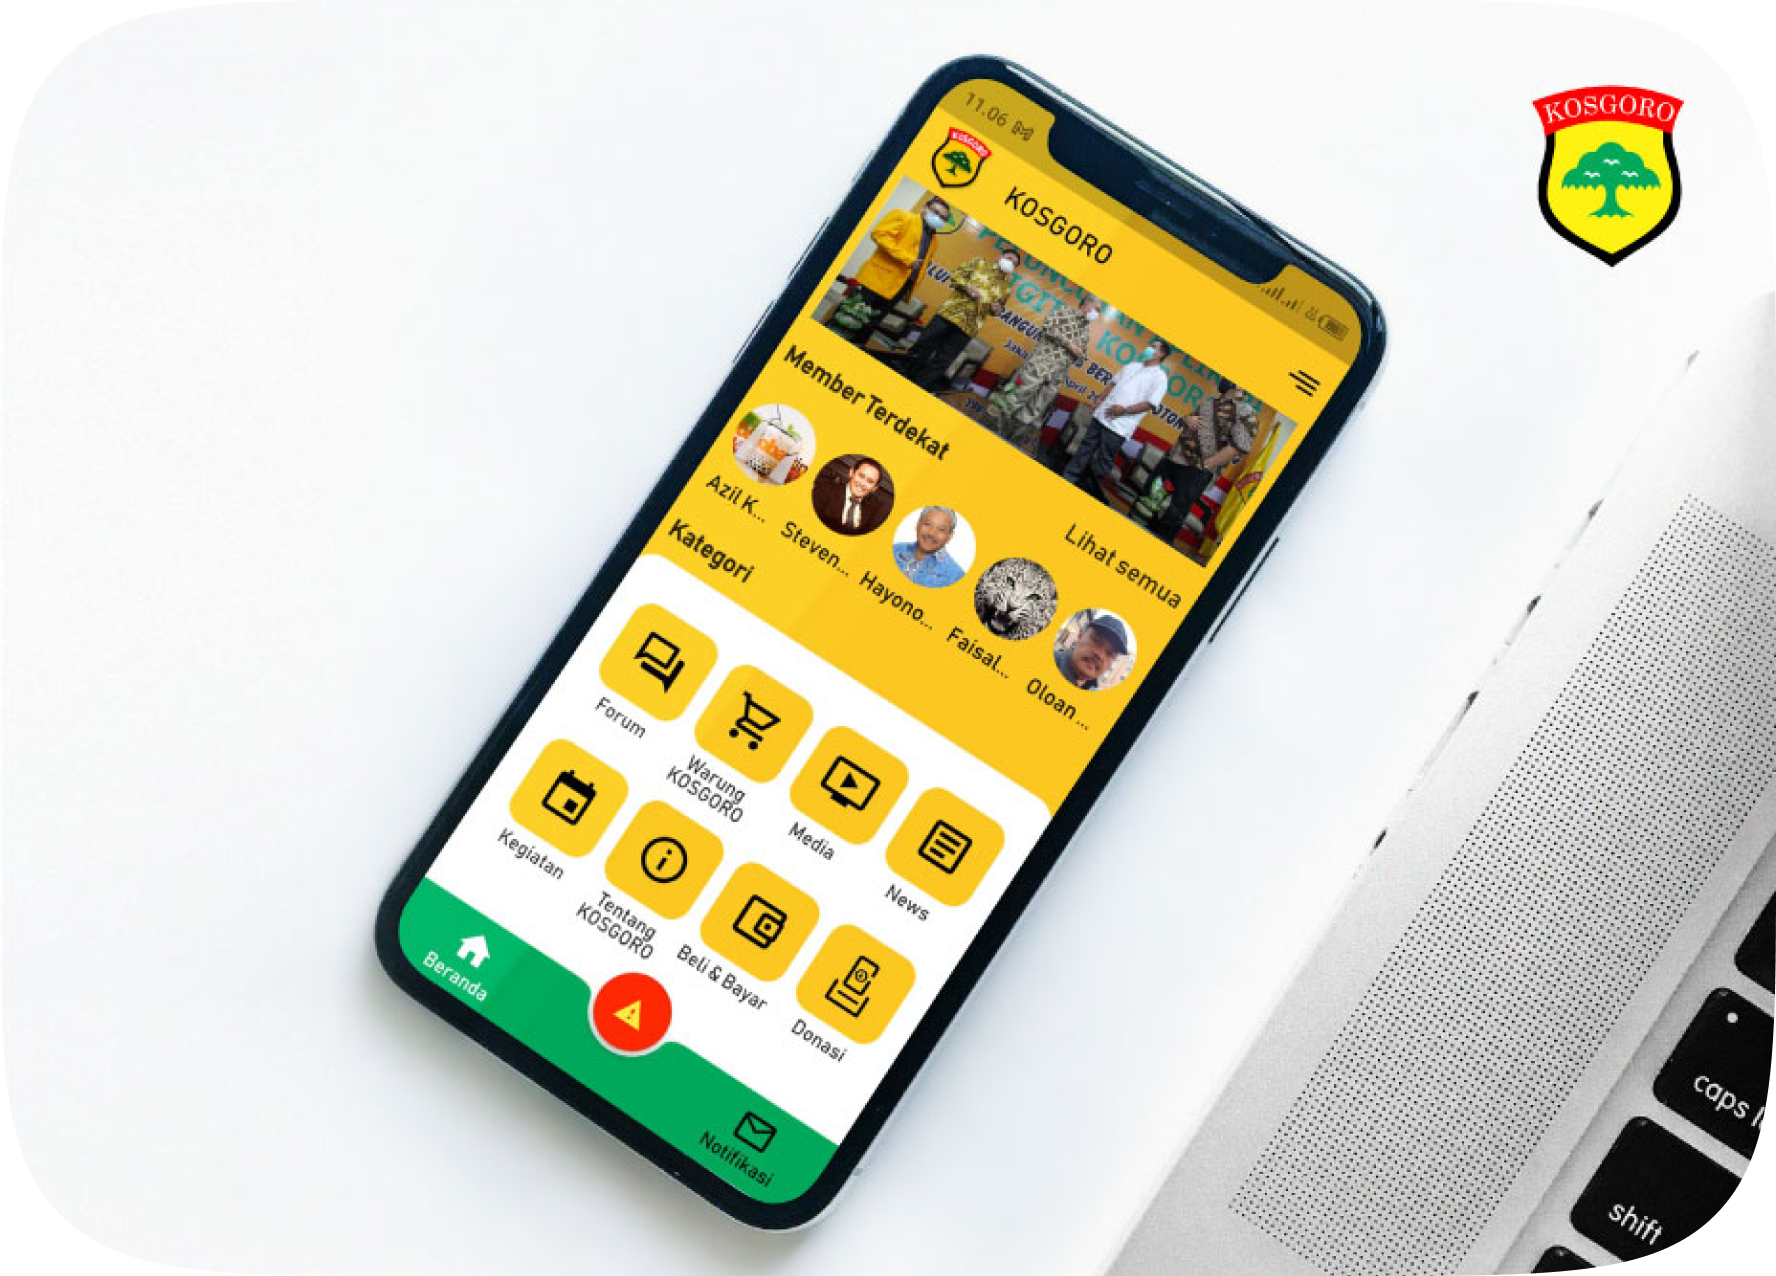 KOSGORO
11.06
KOSGORO
KOSGORO
Member Terdekat
Lihat semua
Azil K...
Steven...
Hayono...
Faisal...
Oloan...
Kategori
Forum
Warung
KOSGORO
Media
News
Kegiatan
Tentang
KOSGORO
Beli & Bayar
Donasi
Beranda
Notifikasi
caps
shift